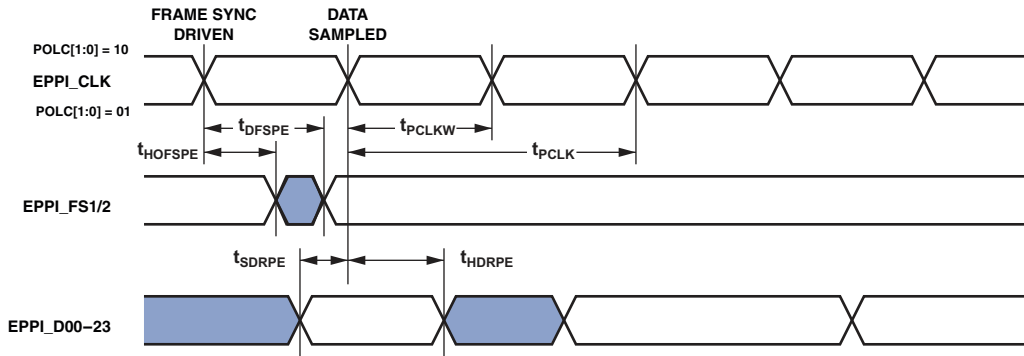 FRAME SYNC
DRIVEN
DATA
SAMPLED
POLC[1:0] = 10
EPPI_CLK
POLC[1:0] = 01
tDFSPE
tPCLKW
tHOFSPE
tPCLK
EPPI_FS1/2
tSDRPE
tHDRPE
EPPI_D00–23